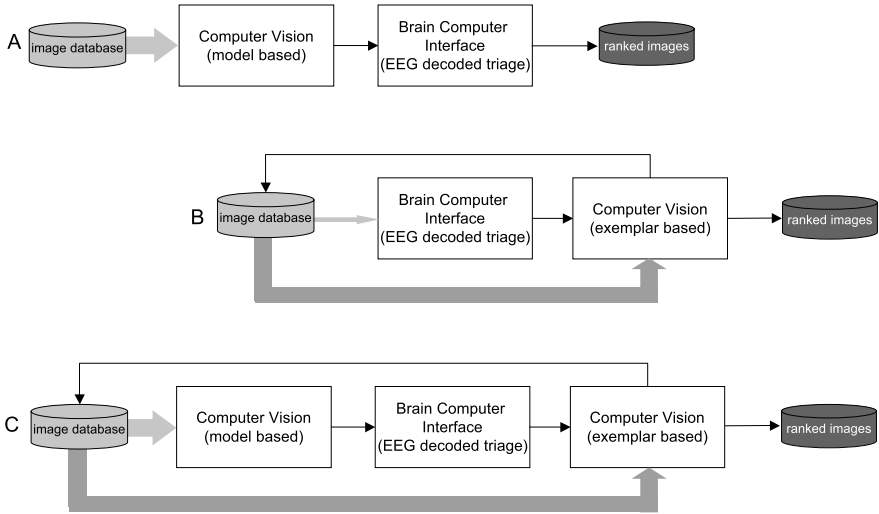 A
image database
Computer Vision
(model based)
Brain Computer
Interface
(EEG decoded triage)
ranked images
B
image database
Brain Computer
Interface
(EEG decoded triage)
Computer Vision
(exemplar based)
ranked images
C
image database
Computer Vision
(model based)
Brain Computer
Interface
(EEG decoded triage)
Computer Vision
(exemplar based)
ranked images